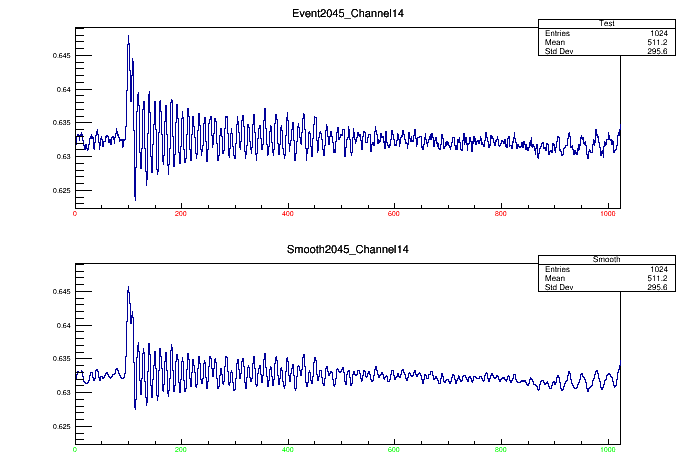 Event2045_Channel14
Test
Entries 1024
Mean 511.2
Std Dev 295.6
0.645
0.64
0.635
0.63
0.625
0 200 400 600 800 1000
Smooth2045_Channel14
Smooth
Entries 1024
Mean 511.2
Std Dev 295.6
0.645
0.64
0.635
0.63
0.625
0 200 400 600 800 1000